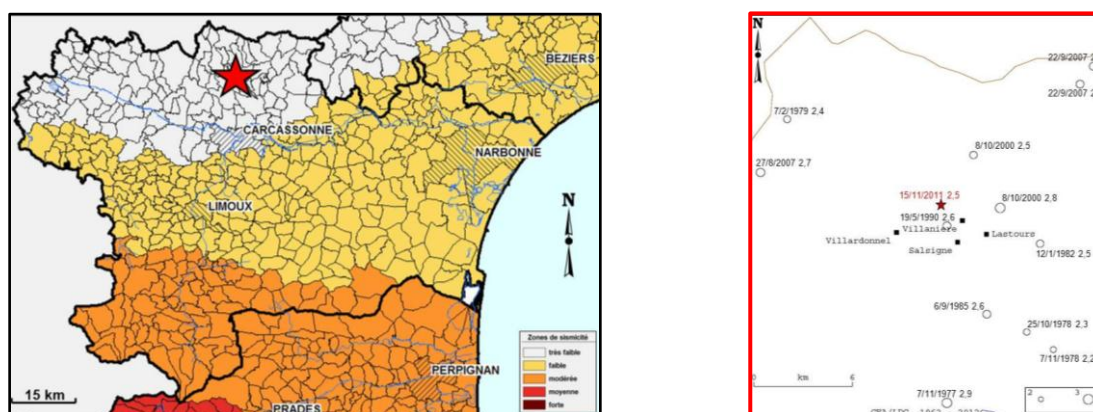 BEZIERS
CARCASSONNE
NARBONNE
LIMOUX
N
Zones de sismicité
très faible
faible
modérée
moyenne
forte
PERPIGNAN
15 km
PRADES
N
22/9/2007
22/9/2007
7/2/1979 2,4
8/10/2000 2,5
27/8/2007 2,7
15/11/2011 2,5
8/10/2000 2,8
19/5/1990 2,6
Villanière
Villardonnel
Lastours
Salsigne
12/1/1982 2,5
6/9/1985 2,6
25/10/1978 2,3
7/11/1978 2,2
0 km 6
7/11/1977 2,9
2 3